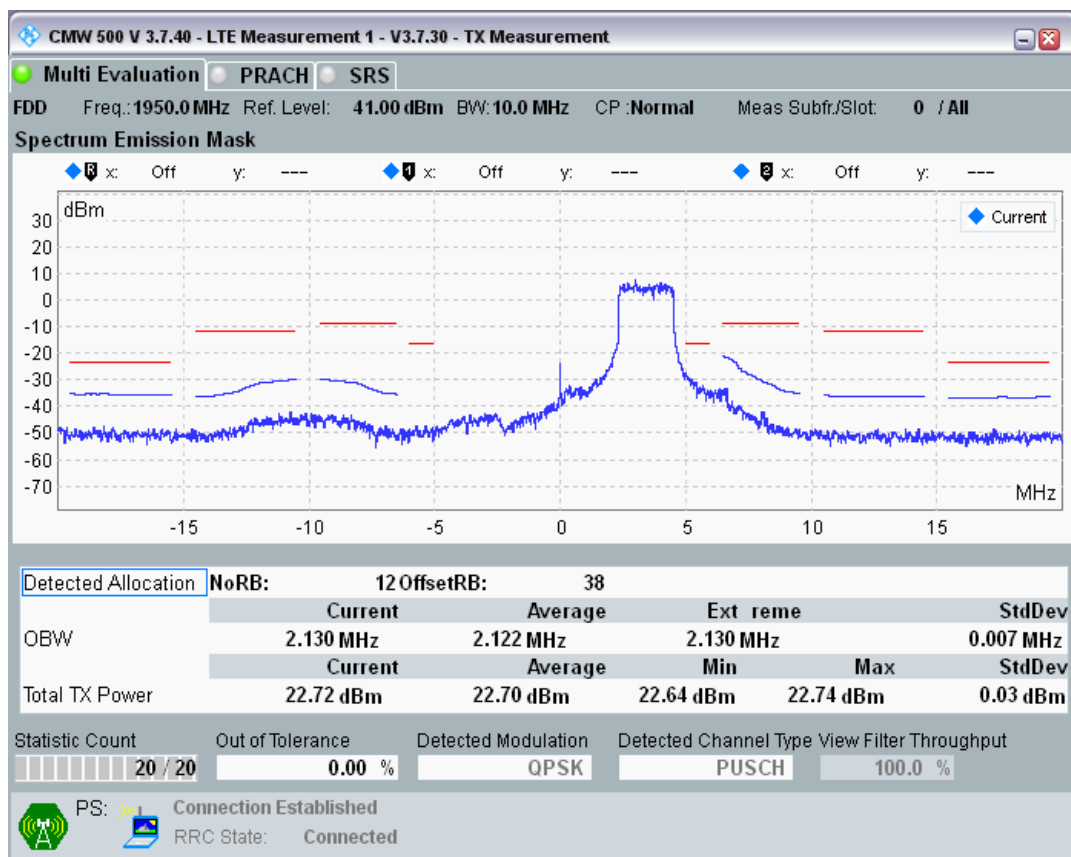 CMW 500 V 3.7.40 - LTE Measurement 1 - V3.7.30 - TX Measurement
Multi Evaluation PRACH SRS
FDD Freq.: 1950.0 MHz Ref. Level: 41.00 dBm BW: 10.0 MHz CP :Normal Meas Subfr./Slot: 0 / All
Spectrum Emission Mask
R x: Off y: --- 1 x: Off y: --- 2 x: Off y: ---
dBm
Current
30
20
10
0
-10
-20
-30
-40
-50
-60
-70
MHz
-15 -10 -5 0 5 10 15
Detected Allocation NoRB: 12 OffsetRB: 38
Current Average Ext reme StdDev
OBW 2.130 MHz 2.122 MHz 2.130 MHz 0.007 MHz
Current Average Min Max StdDev
Total TX Power 22.72 dBm 22.70 dBm 22.64 dBm 22.74 dBm 0.03 dBm
Statistic Count Out of Tolerance Detected Modulation Detected Channel Type View Filter Throughput
20 / 20 0.00 % QPSK PUSCH 100.0 %
PS: Connection Established
RRC State: Connected